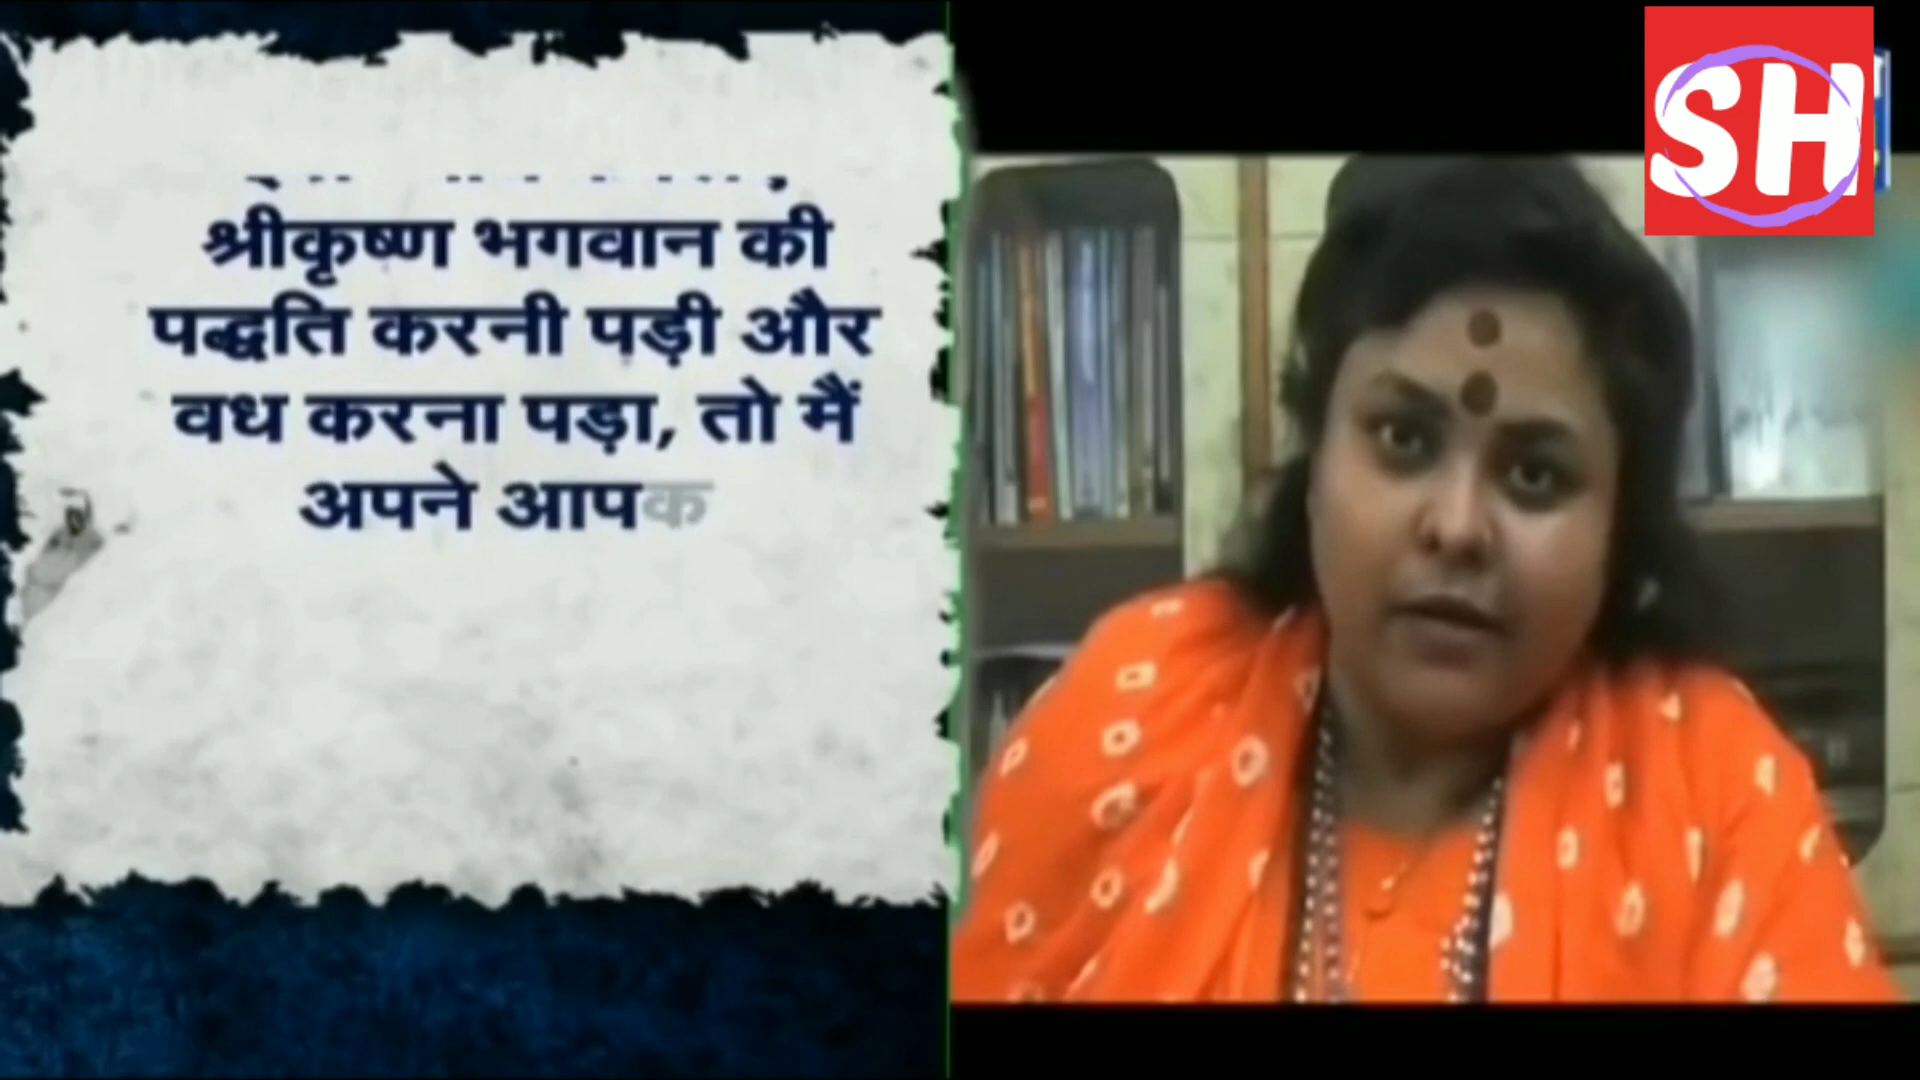 श्रीकृष्ण भगवान की
पद्धति करनी पड़ी और
वध करना पड़ा, तो मैं
अपने आपक
SH